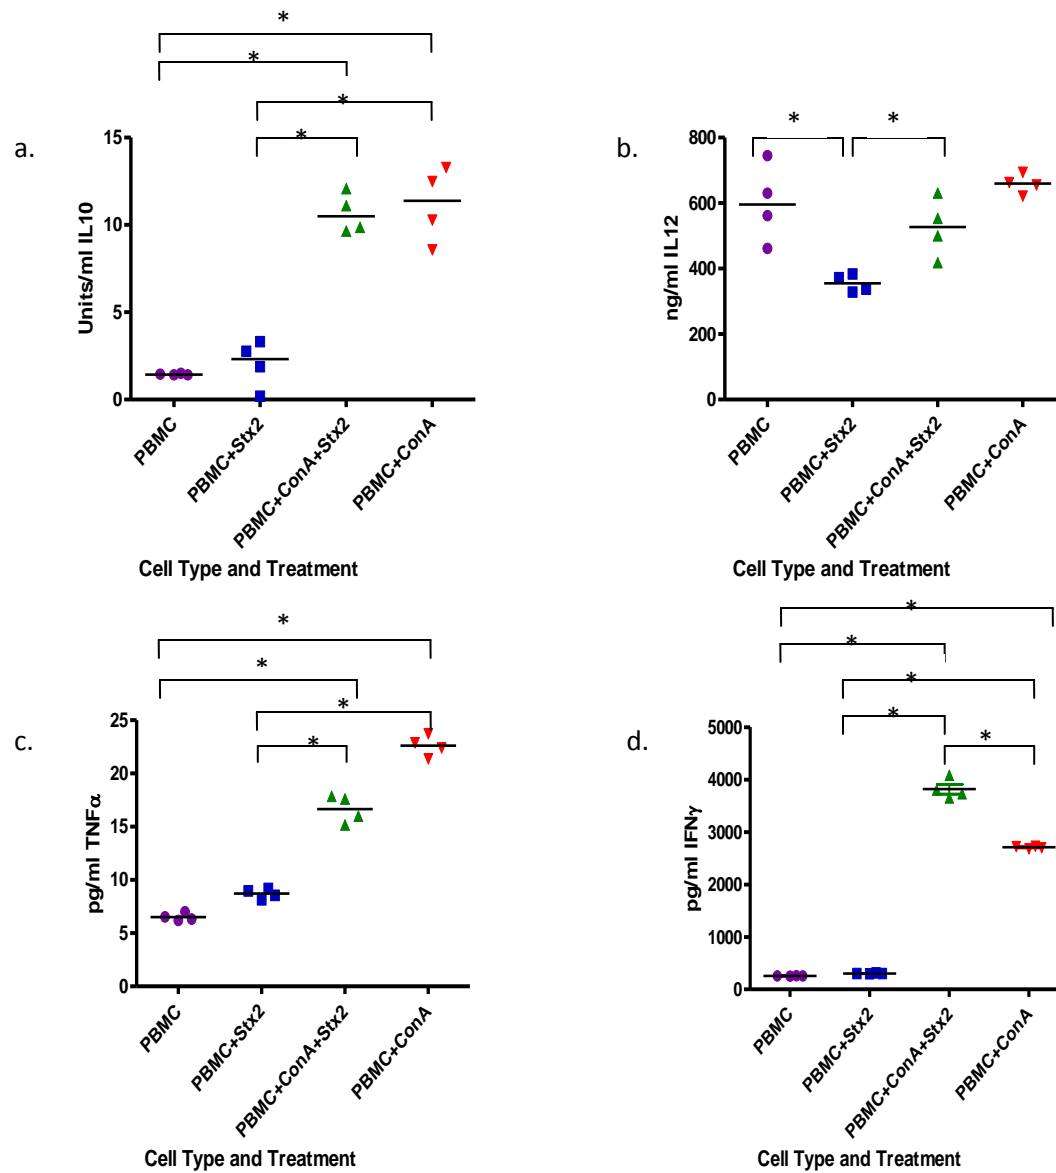 *
*
*
*
a.
Units/ml IL10
15
10
5
0
PBMC
PBMC+Stx2
PBMC+ConA+Stx2
PBMC+ConA
Cell Type and Treatment
*
*
b.
ng/ml IL12
800
600
400
200
0
PBMC
PBMC+Stx2
PBMC+ConA+Stx2
PBMC+ConA
Cell Type and Treatment
*
*
*
*
c.
pg/ml TNFα
25
20
15
10
5
0
PBMC
PBMC+Stx2
PBMC+ConA+Stx2
PBMC+ConA
Cell Type and Treatment
*
*
*
*
*
d.
pg/ml IFNγ
5000
4000
3000
2000
1000
0
PBMC
PBMC+Stx2
PBMC+ConA+Stx2
PBMC+ConA
Cell Type and Treatment